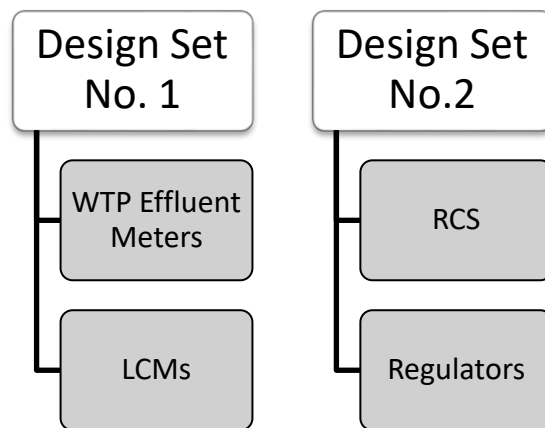 Design Set
No. 1
WTP Effluent
Meters
LCMs
Design Set
No.2
RCS
Regulators